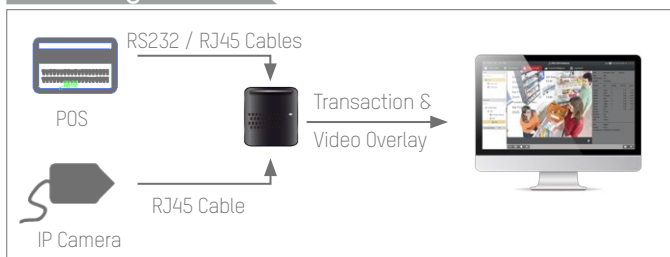 RS232 / RJ45 Cables
POS
Transaction &
Video Overlay
RJ45 Cable
IP Camera